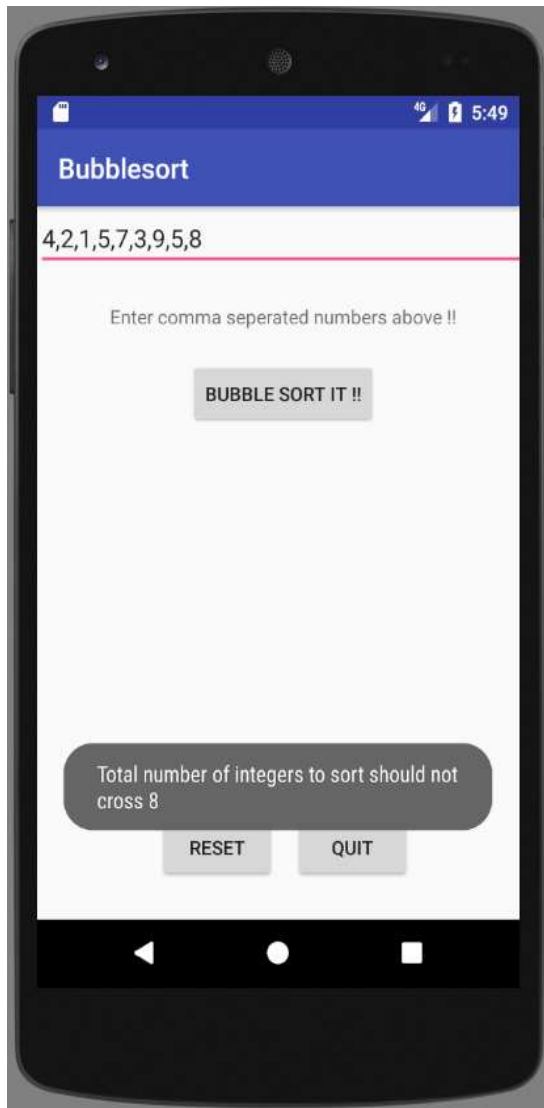 4G 5:49
Bubblesort
4,2,1,5,7,3,9,5,8
Enter comma seperated numbers above !!
BUBBLE SORT IT !!
Total number of integers to sort should not
cross 8
RESET QUIT